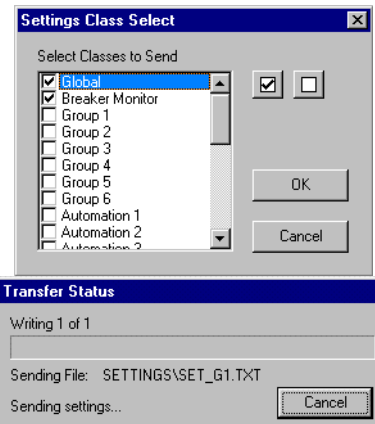 Settings Class Select
Select Classes to Send
Global
Breaker Monitor
Group 1
Group 2
Group 3
Group 4
Group 5
Group 6
Automation 1
Automation 2
Automation 3
OK
Cancel
Transfer Status
Writing 1 of 1
Sending File: SETTINGS\SET_G1.TXT
Sending settings...
Cancel